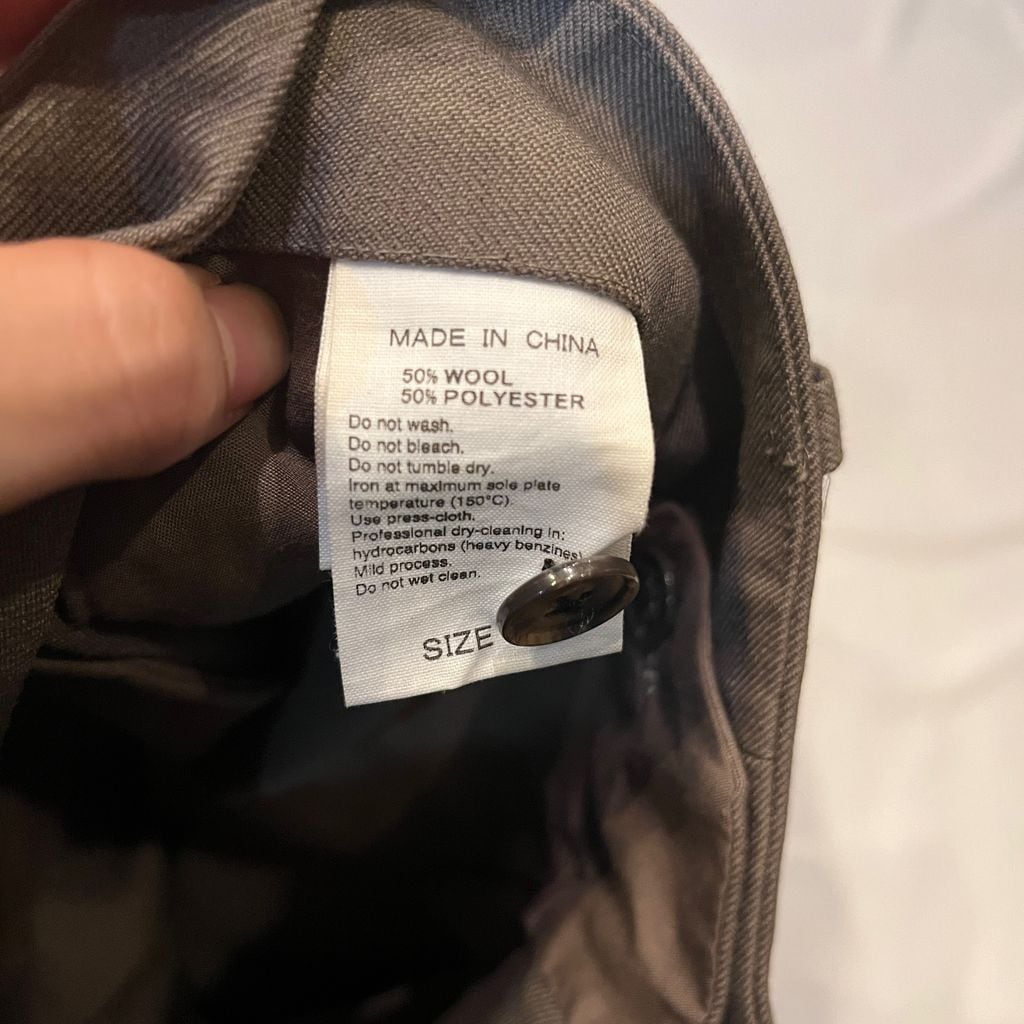 MADE IN CHINA
50% WOOL
50% POLYESTER
Do not wash.
Do not bleach.
Do not tumble dry.
Iron at maximum sole plate
temperature (150°C).
Use press-cloth.
Professional dry-cleaning in:
hydrocarbons (heavy benzines)
Mild process.
Do not wet clean.
SIZE